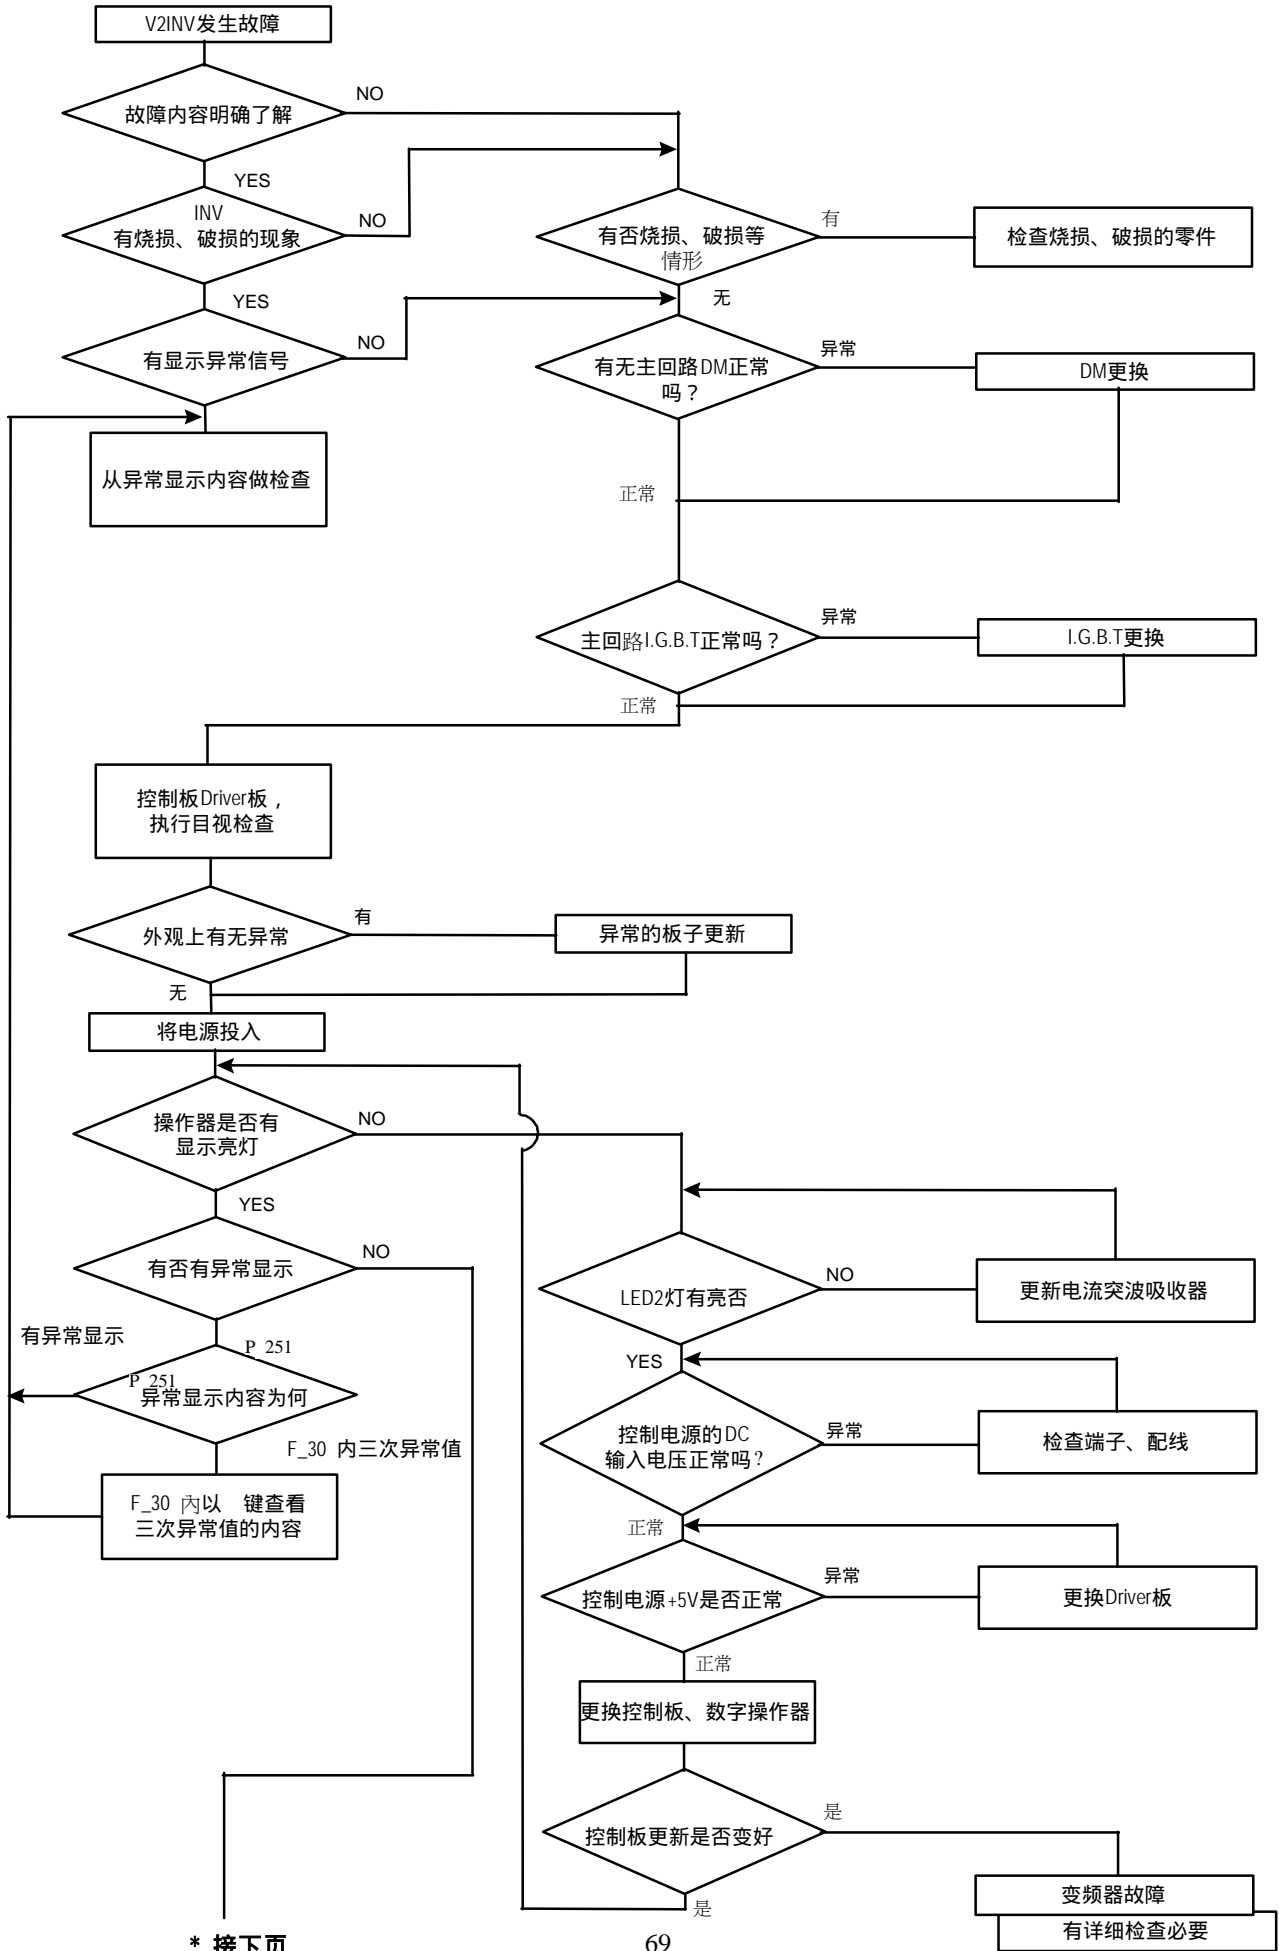 V2INV发生故障
故障内容明确了解
NO
YES
INV
有烧损、破损的现象
NO
有否烧损、破损等
情形
有
检查烧损、破损的零件
YES
无
有显示异常信号
NO
有无主回路DM正常
吗？
异常
DM更换
从异常显示内容做检查
正常
主回路I.G.B.T正常吗？
异常
I.G.B.T更换
正常
控制板Driver板，
执行目视检查
外观上有无异常
有
异常的板子更新
无
将电源投入
操作器是否有
显示亮灯
NO
YES
有否有异常显示
NO
LED2灯有亮否
NO
更新电流突波吸收器
有异常显示
P_251
P_251
异常显示内容为何
YES
控制电源的DC
输入电压正常吗?
异常
检查端子、配线
F_30 内三次异常值
F_30 內以 键查看
三次异常值的内容
正常
控制电源+5V是否正常
异常
更换Driver板
正常
更换控制板、数字操作器
控制板更新是否变好
是
变频器故障
有详细检查必要
是
* 接下页
69